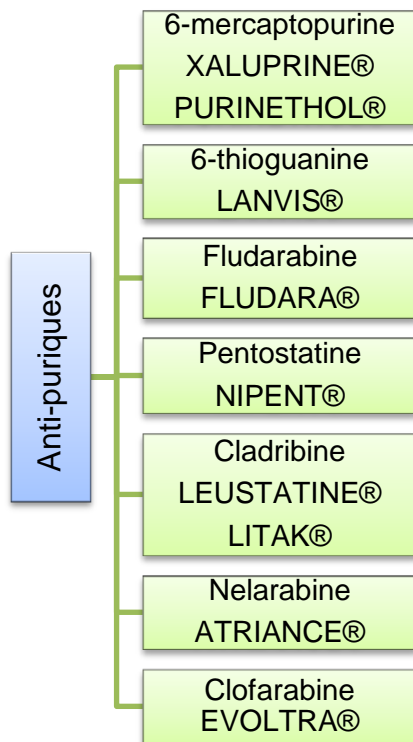 Anti-puriques
6-mercaptopurine
XALUPRINE®
PURINETHOL®
6-thioguanine
LANVIS®
Fludarabine
FLUDARA®
Pentostatine
NIPENT®
Cladribine
LEUSTATINE®
LITAK®
Nelarabine
ATRIANCE®
Clofarabine
EVOLTRA®